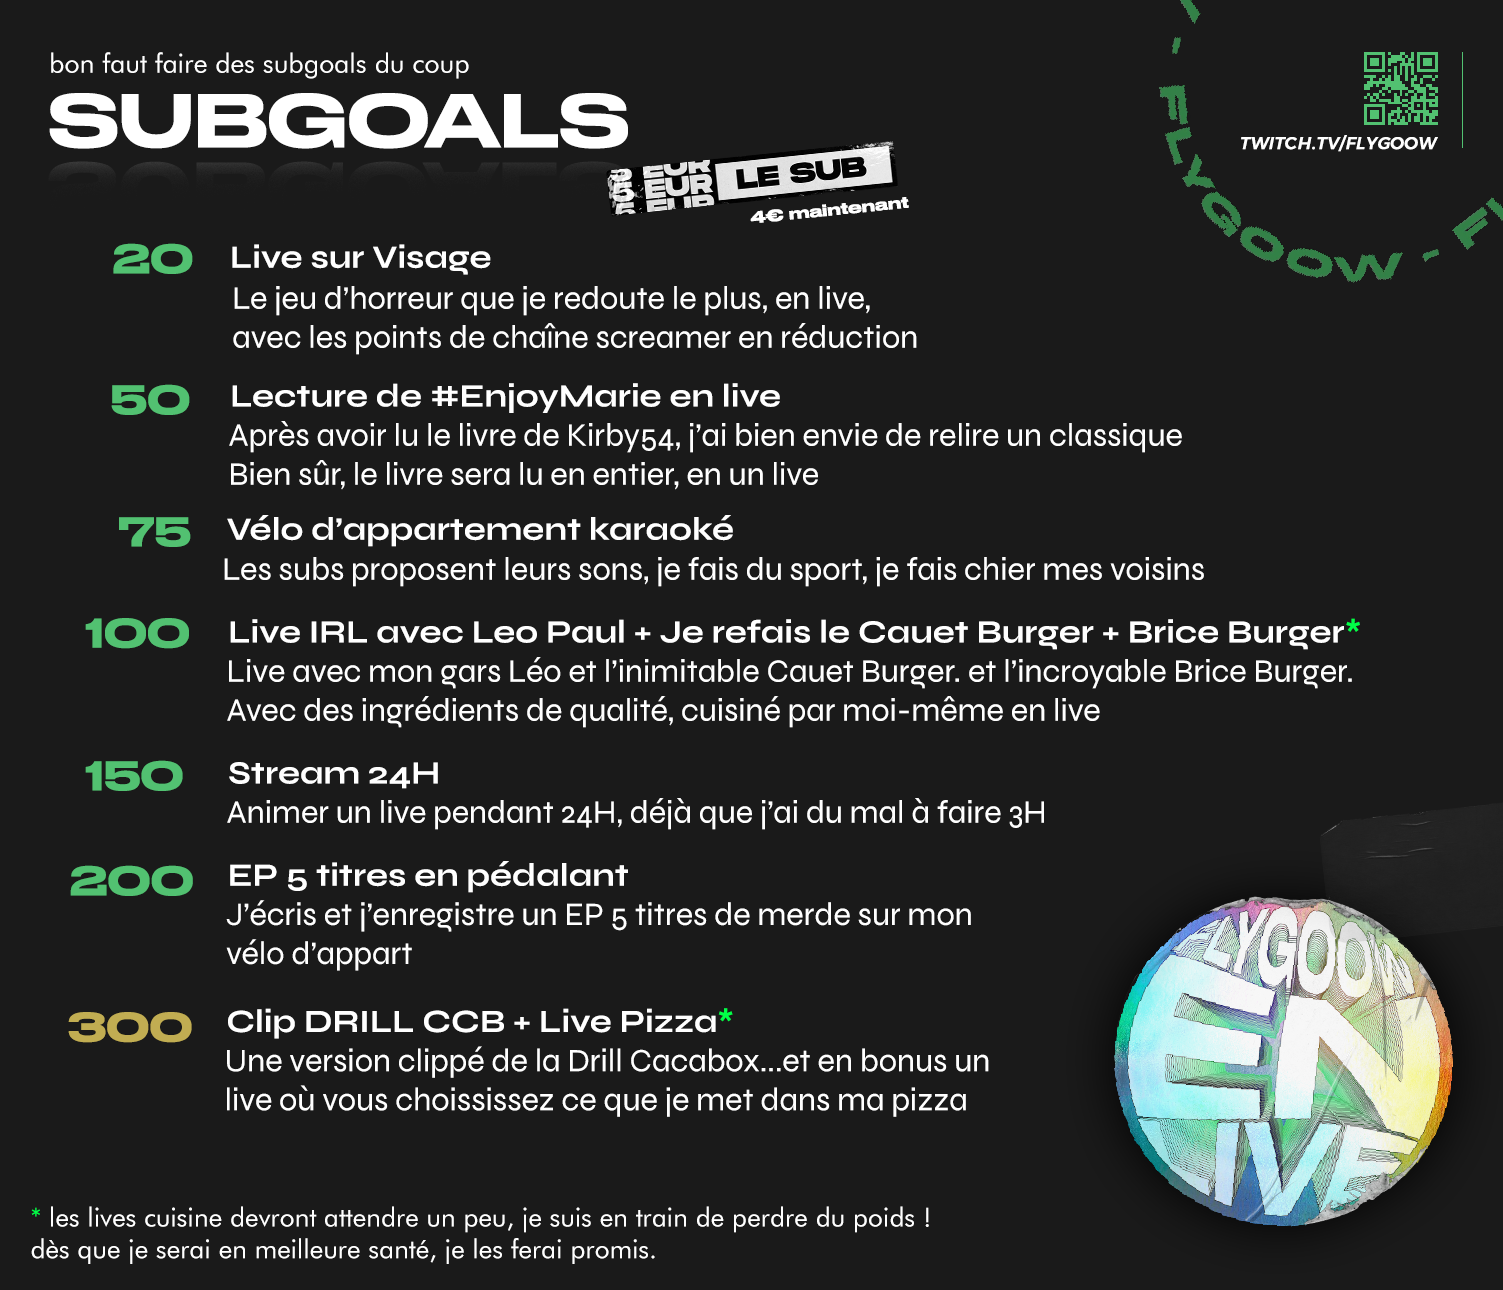 bon faut faire des subgoals du coup
SUBGOALS
5 EUR LE SUB
4€ maintenant
TWITCH.TV/FLYGOOW
- FLYGOOW - FL
20 Live sur Visage
Le jeu d’horreur que je redoute le plus, en live,
avec les points de chaîne screamer en réduction
50 Lecture de #EnjoyMarie en live
Après avoir lu le livre de Kirby54, j’ai bien envie de relire un classique
Bien sûr, le livre sera lu en entier, en un live
75 Vélo d’appartement karaoké
Les subs proposent leurs sons, je fais du sport, je fais chier mes voisins
100 Live IRL avec Leo Paul + Je refais le Cauet Burger + Brice Burger*
Live avec mon gars Léo et l’inimitable Cauet Burger. et l’incroyable Brice Burger.
Avec des ingrédients de qualité, cuisiné par moi-même en live
150 Stream 24H
Animer un live pendant 24H, déjà que j’ai du mal à faire 3H
200 EP 5 titres en pédalant
J’écris et j’enregistre un EP 5 titres de merde sur mon
vélo d’appart
300 Clip DRILL CCB + Live Pizza*
Une version clippé de la Drill Cacabox...et en bonus un
live où vous choississez ce que je met dans ma pizza
FLYGOOW
EN
LIVE
* les lives cuisine devront attendre un peu, je suis en train de perdre du poids !
dès que je serai en meilleure santé, je les ferai promis.